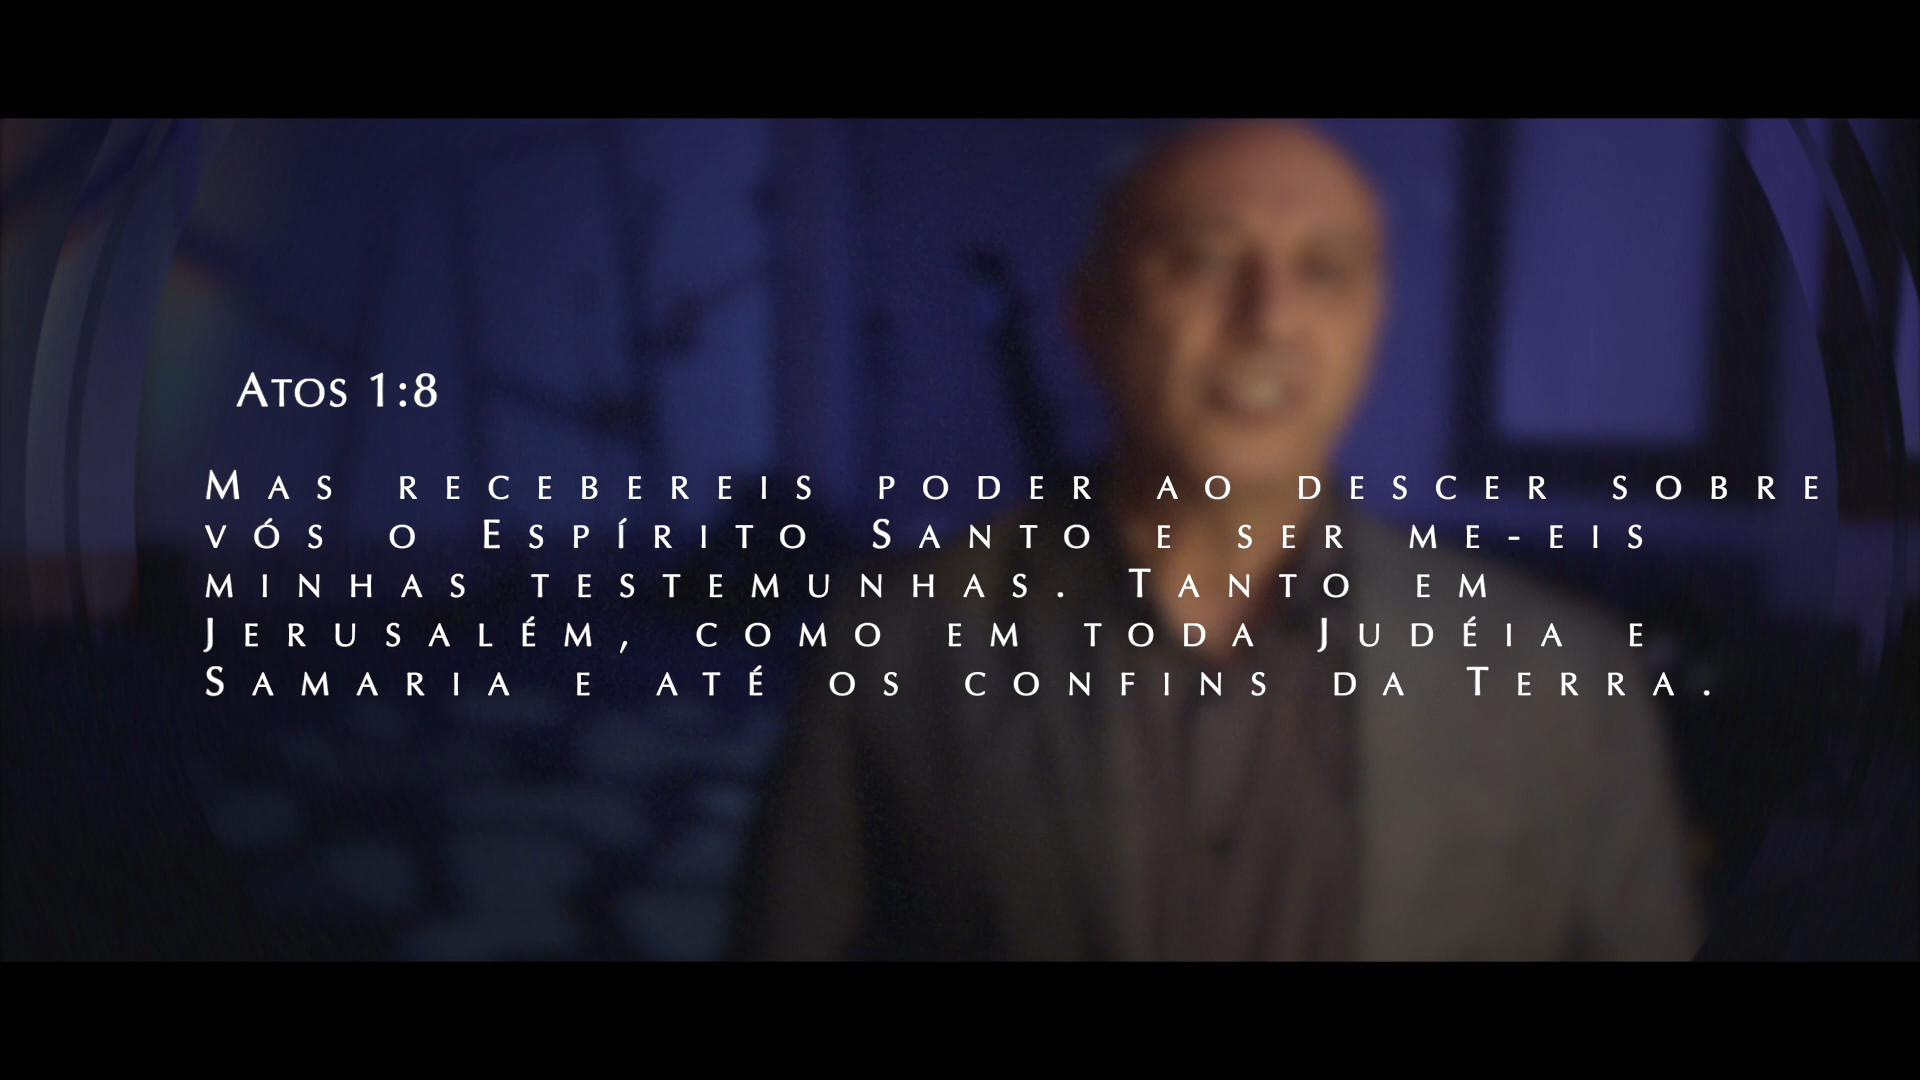 Atos 1:8
Mas recebereis poder ao descer sobre
vós o Espírito Santo e ser me-eis
minhas testemunhas. Tanto em
Jerusalém, como em toda Judéia e
Samaria e até os confins da Terra.